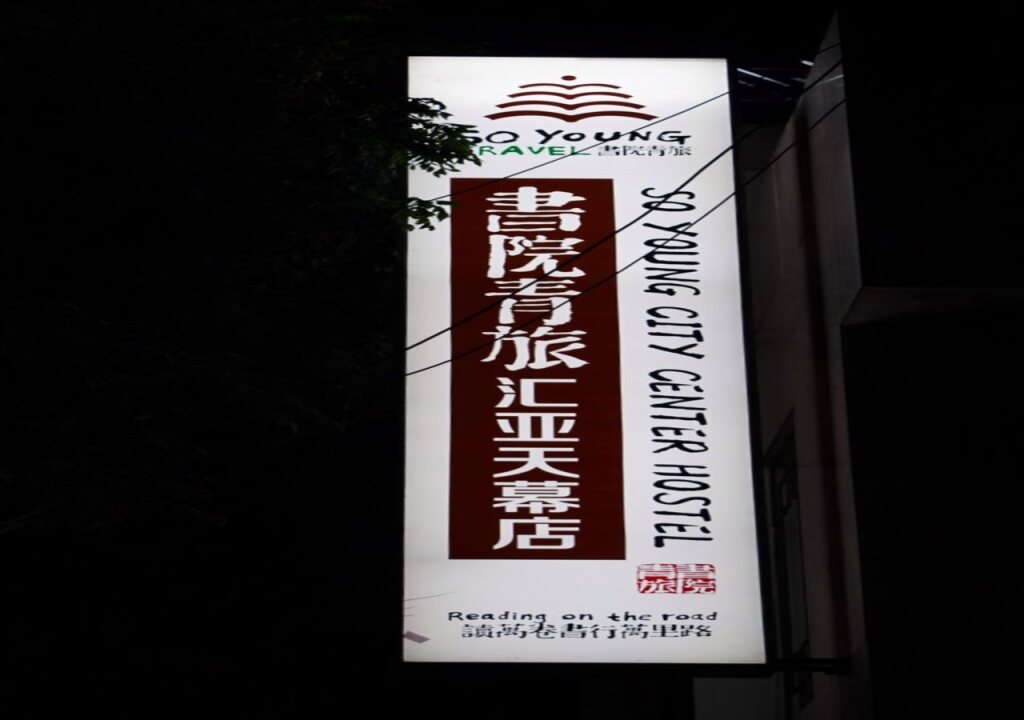 SO YOUNG
TRAVEL 書院青旅
書院青旅汇亚天幕店
SO YOUNG CITY CENTER HOSTEL
書院青旅
Reading on the road
讀萬卷書行萬里路